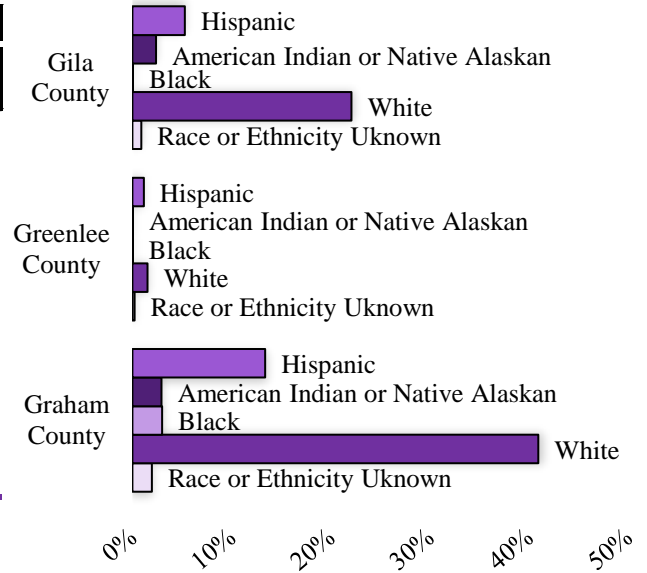 Hispanic
American Indian or Native Alaskan
Gila
County
Black
White
Race or Ethnicity Uknown
Hispanic
American Indian or Native Alaskan
Greenlee
County
Black
White
Race or Ethnicity Uknown
Hispanic
American Indian or Native Alaskan
Graham
County
Black
White
Race or Ethnicity Uknown
0% 10% 20% 30% 40% 50%